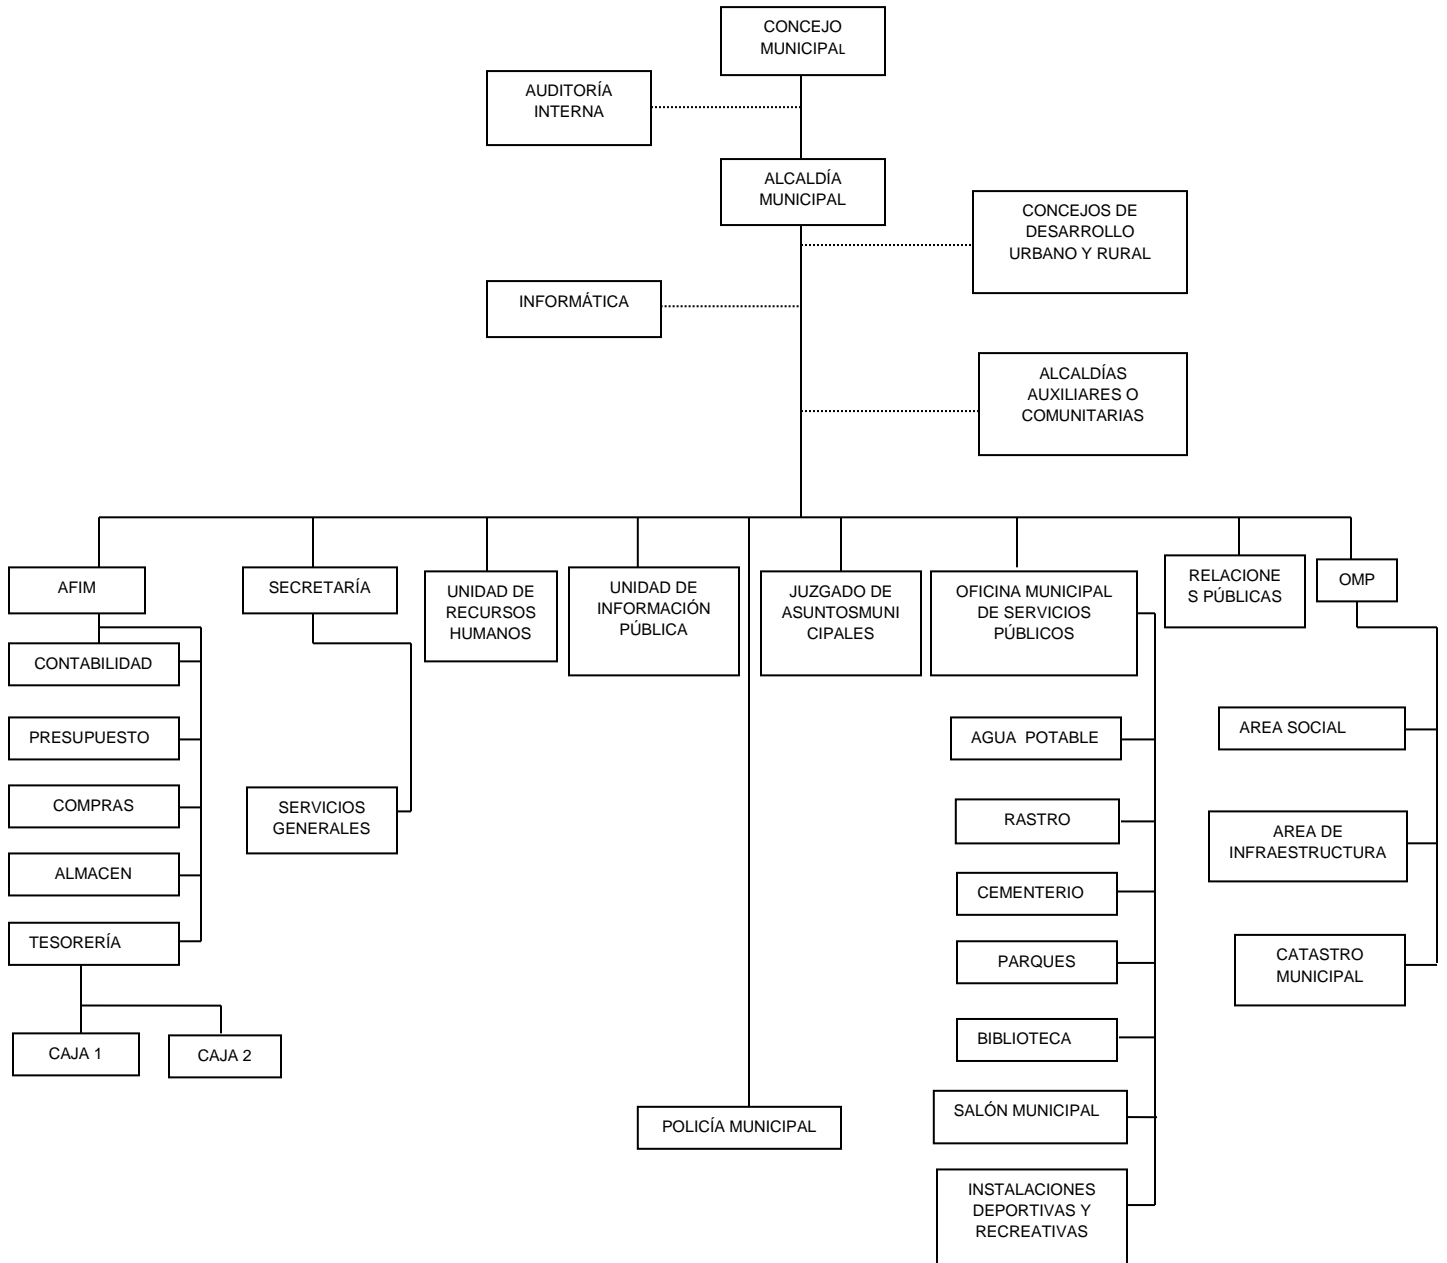 CONCEJO
MUNICIPAL
AUDITORÍA
INTERNA
ALCALDÍA
MUNICIPAL
CONCEJOS DE
DESARROLLO
URBANO Y RURAL
INFORMÁTICA
ALCALDÍAS
AUXILIARES O
COMUNITARIAS
AFIM
SECRETARÍA
UNIDAD DE
RECURSOS
HUMANOS
UNIDAD DE
INFORMACIÓN
PÚBLICA
JUZGADO DE
ASUNTOSMUNI
CIPALES
OFICINA MUNICIPAL
DE SERVICIOS
PÚBLICOS
RELACIONE
S PÚBLICAS
OMP
CONTABILIDAD
PRESUPUESTO
COMPRAS
ALMACEN
TESORERÍA
CAJA 1
CAJA 2
SERVICIOS
GENERALES
POLICÍA MUNICIPAL
AGUA  POTABLE
RASTRO
CEMENTERIO
PARQUES
BIBLIOTECA
SALÓN MUNICIPAL
INSTALACIONES
DEPORTIVAS Y
RECREATIVAS
AREA SOCIAL
AREA DE
INFRAESTRUCTURA
CATASTRO
MUNICIPAL